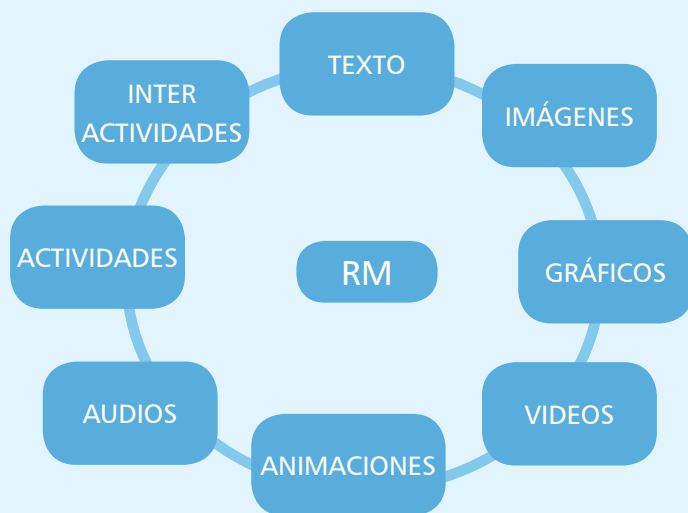 TEXTO
IMÁGENES
GRÁFICOS
VIDEOS
ANIMACIONES
AUDIOS
ACTIVIDADES
INTER
ACTIVIDADES
RM